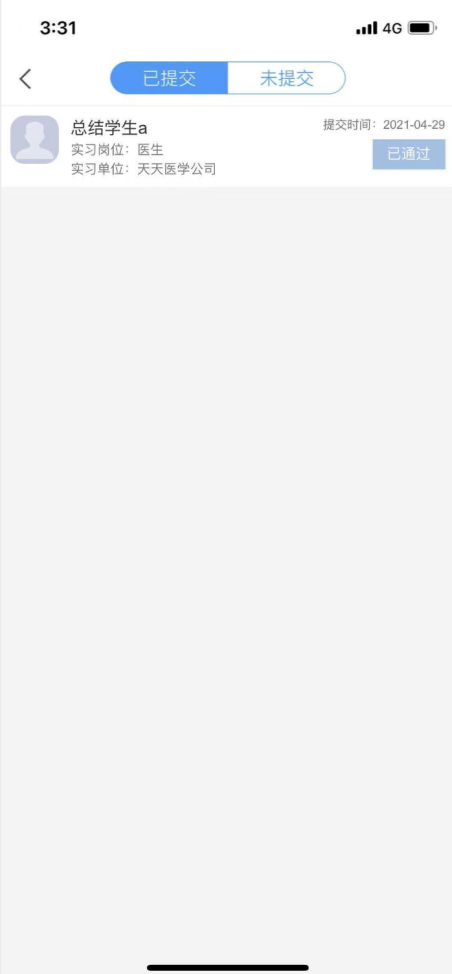 3:31
4G
已提交
未提交
总结学生a
提交时间：2021-04-29
实习岗位：医生
已通过
实习单位：天天医学公司